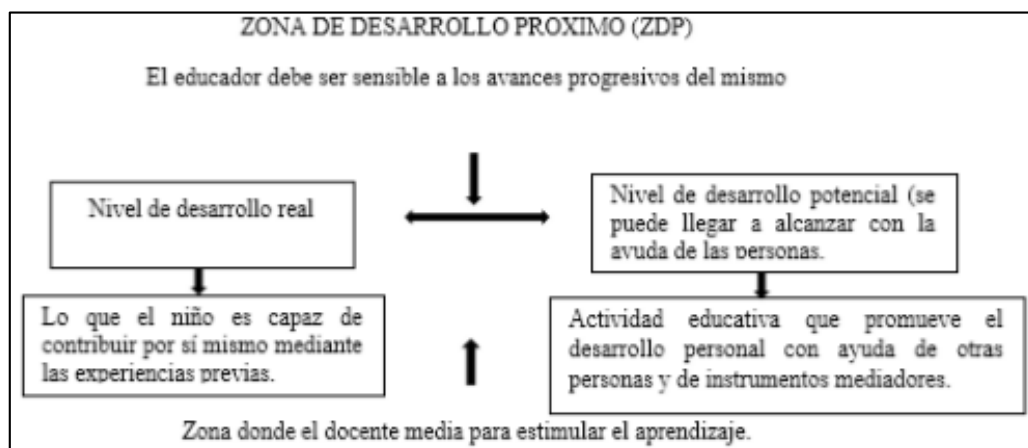 ZONA DE DESARROLLO PROXIMO (ZDP)
El educador debe ser sensible a los avances progresivos del mismo
Nivel de desarrollo real
Nivel de desarrollo potencial (se
puede llegar a alcanzar con la
ayuda de las personas.
Lo que el niño es capaz de
contribuir por sí mismo mediante
las experiencias previas.
Actividad educativa que promueve el
desarrollo personal con ayuda de otras
personas y de instrumentos mediadores.
Zona donde el docente media para estimular el aprendizaje.